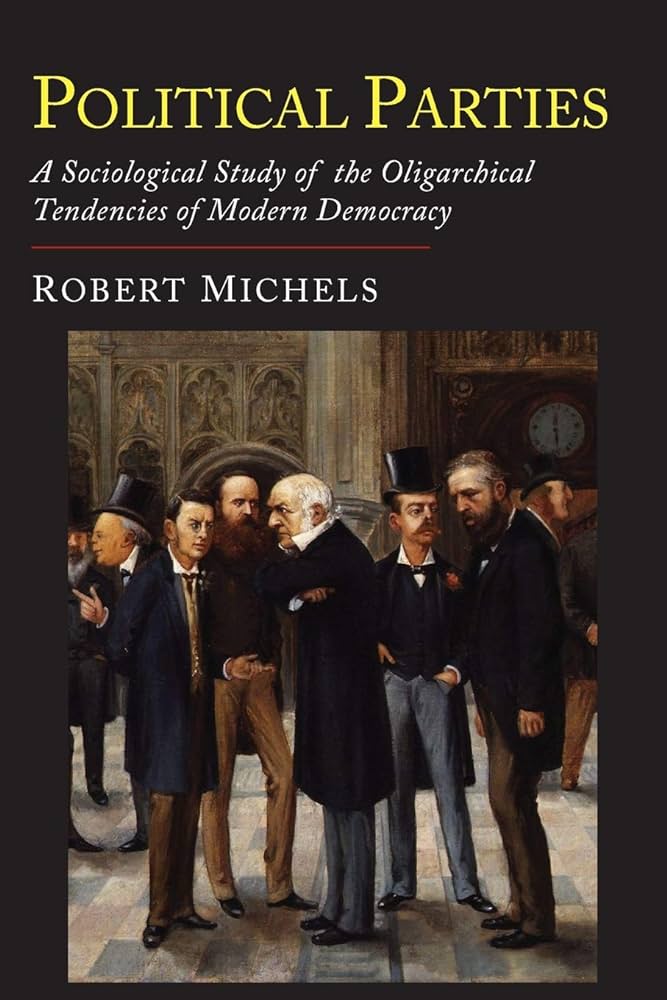 POLITICAL PARTIES
A Sociological Study of the Oligarchical
Tendencies of Modern Democracy
ROBERT MICHELS